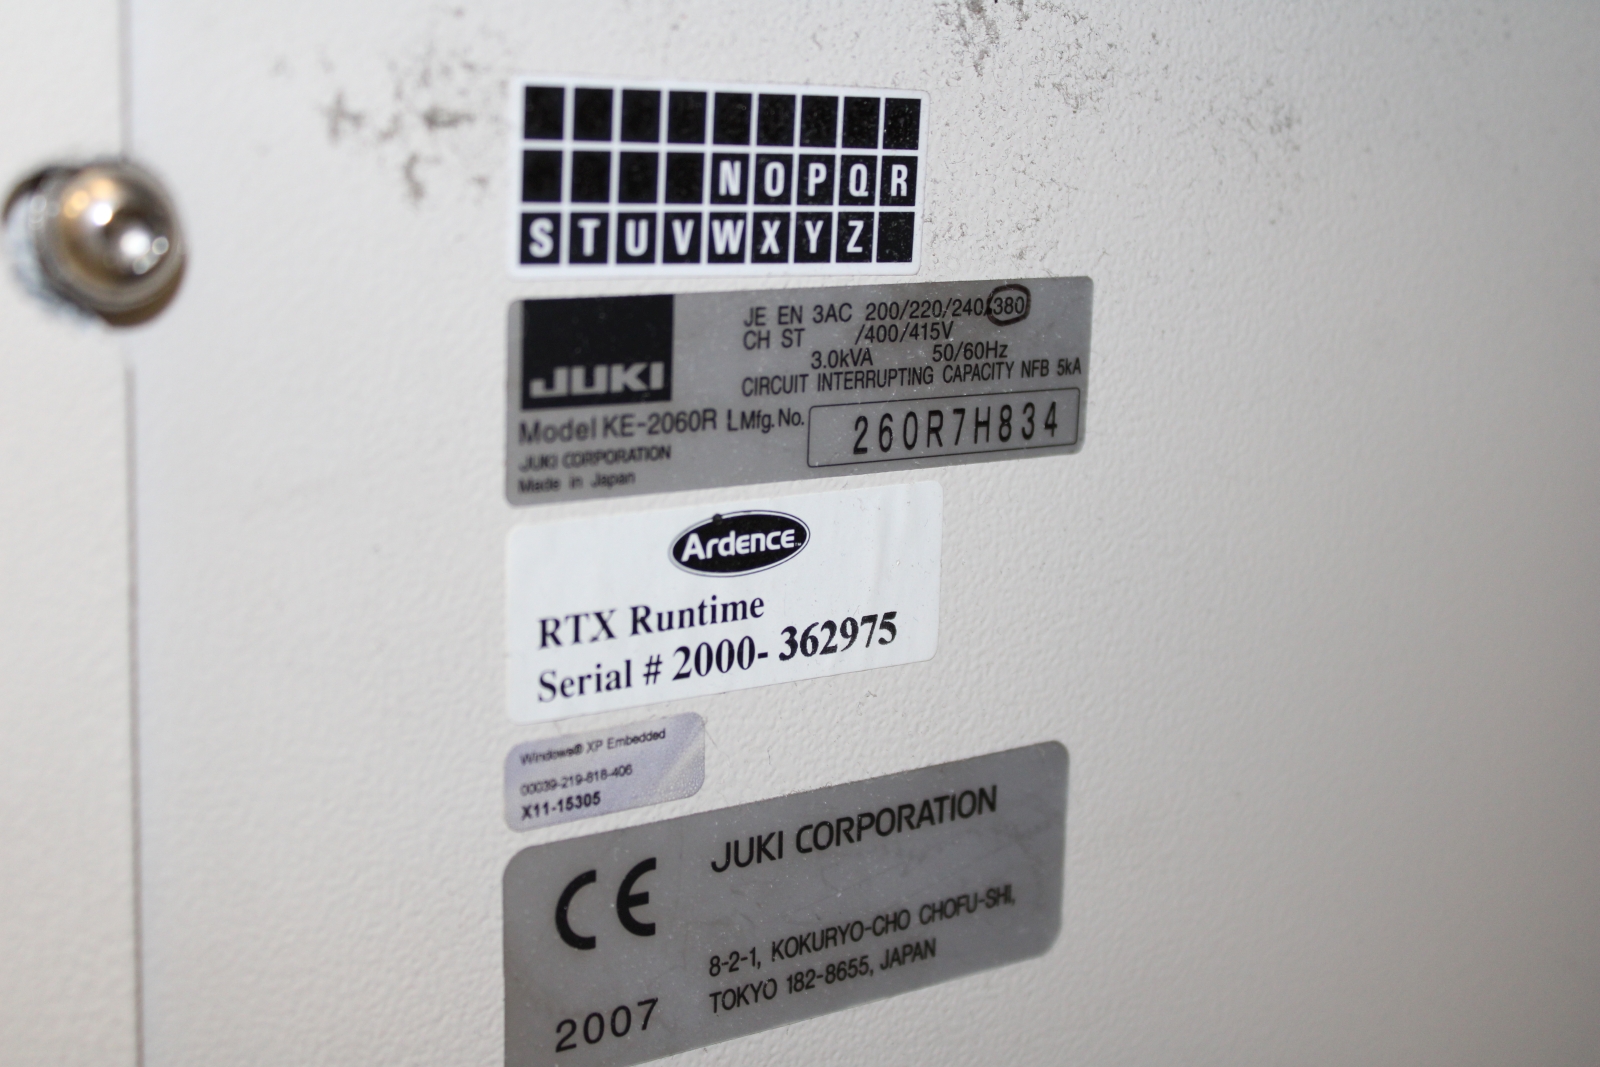 N O P Q R
S T U V W X Y Z
JUKI
JE EN 3AC 200/220/240/380
CH ST /400/415V
3.0kVA 50/60Hz
CIRCUIT INTERRUPTING CAPACITY NFB 5kA
Model KE-2060R L Mfg. No. 260R7H834
JUKI CORPORATION
Made in Japan
Ardence
RTX Runtime
Serial # 2000- 362975
Windows® XP Embedded
00039-219-818-406
X11-15305
CE
JUKI CORPORATION
8-2-1, KOKURYO-CHO CHOFU-SHI,
TOKYO 182-8655, JAPAN
2007